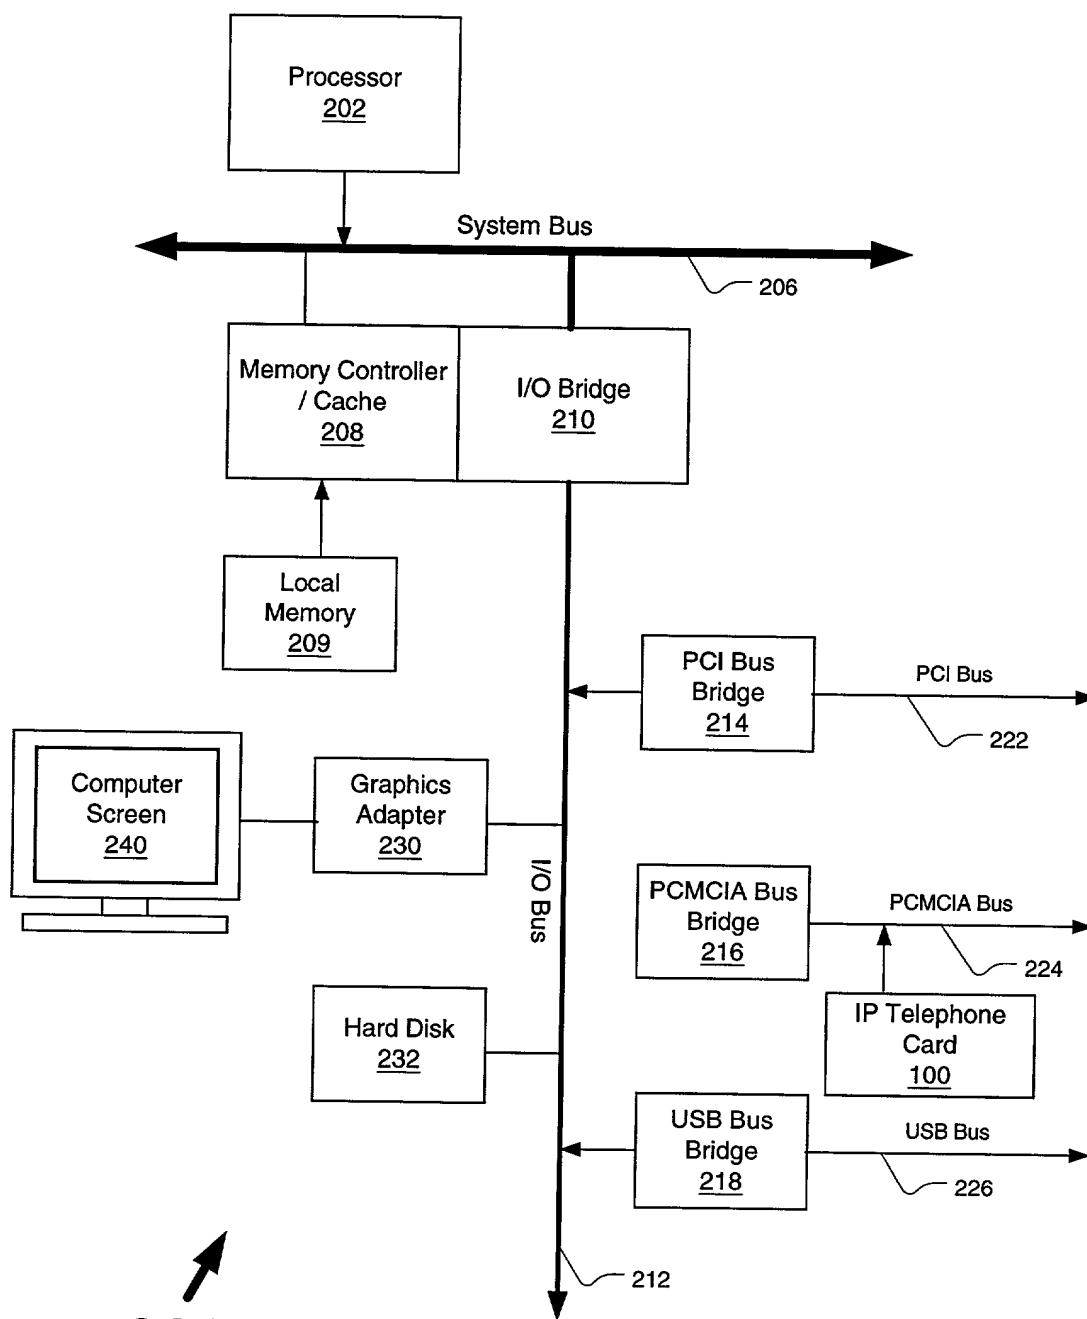 Processor
202
System Bus
206
Memory Controller
/ Cache
208
I/O Bridge
210
Local
Memory
209
PCI Bus
Bridge
214
PCI Bus
222
Computer
Screen
240
Graphics
Adapter
230
I/O Bus
PCMCIA Bus
Bridge
216
PCMCIA Bus
224
IP Telephone
Card
100
Hard Disk
232
USB Bus
Bridge
218
USB Bus
226
212